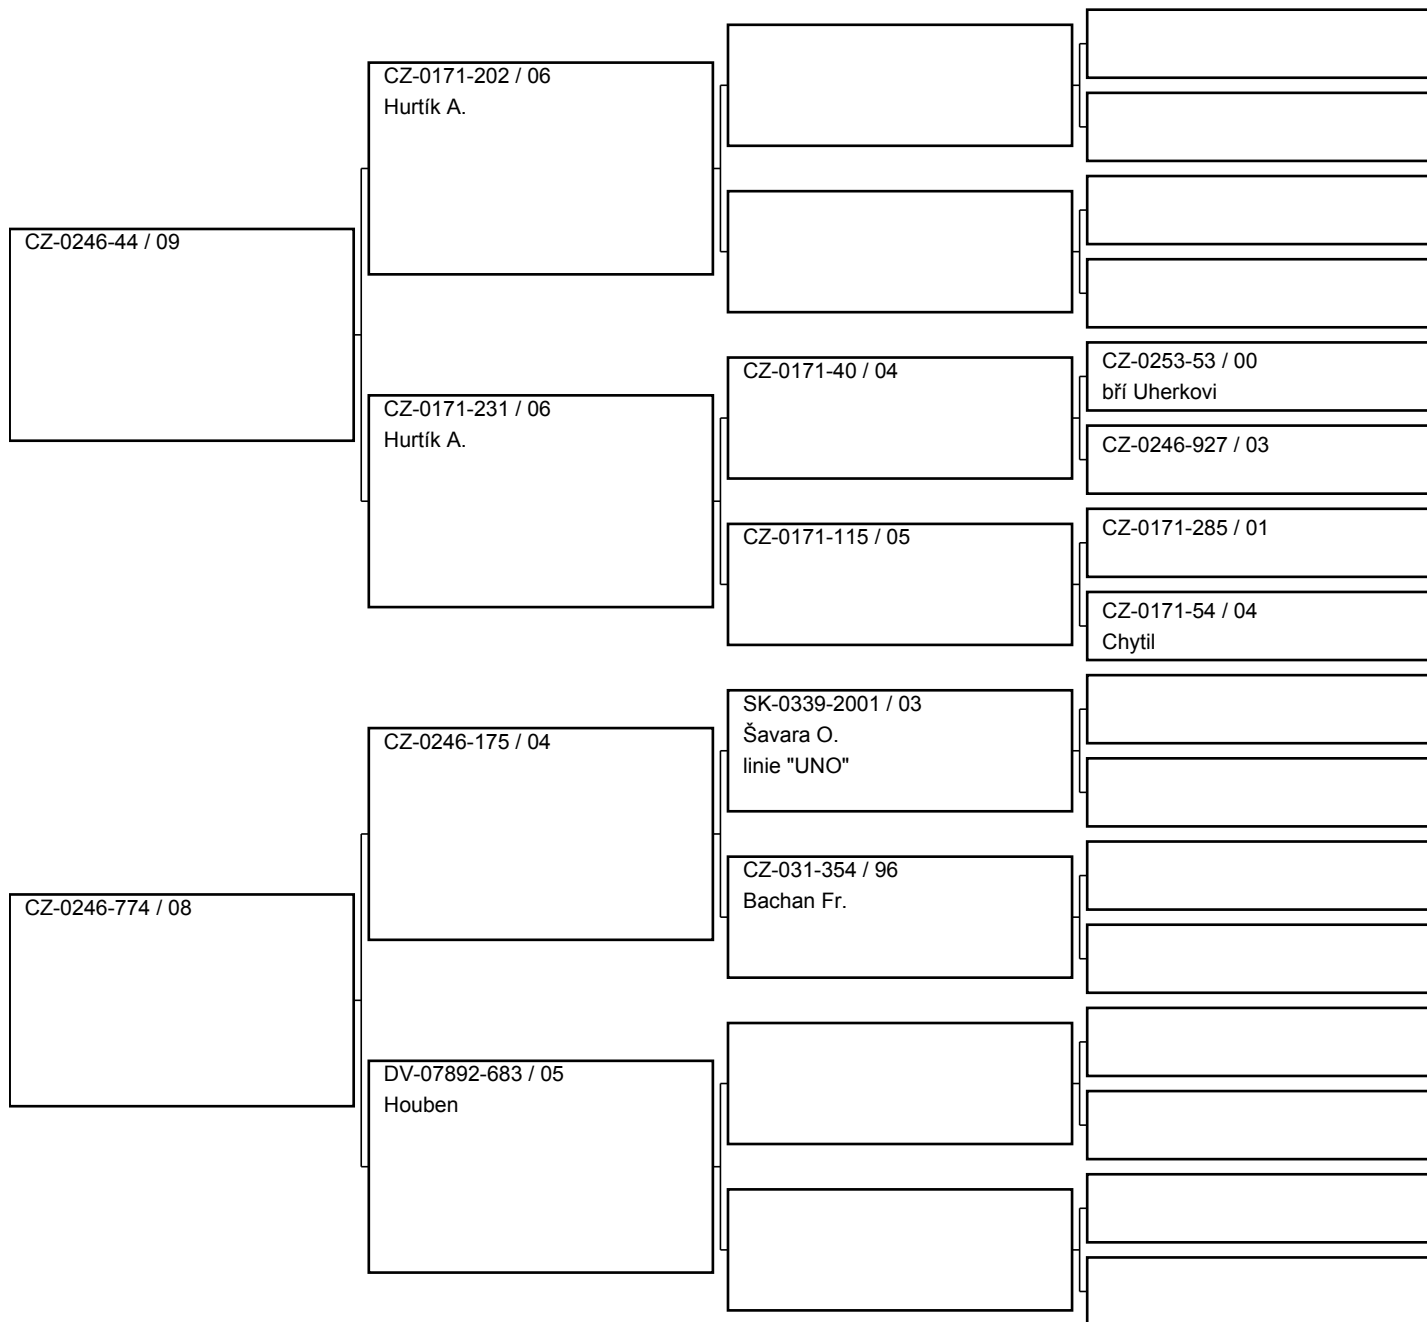 CZ-0171-202 / 06
Hurtík A.
CZ-0246-44 / 09
CZ-0171-231 / 06
Hurtík A.
CZ-0171-40 / 04
CZ-0253-53 / 00
bří Uherkovi
CZ-0246-927 / 03
CZ-0171-115 / 05
CZ-0171-285 / 01
CZ-0171-54 / 04
Chytil
CZ-0246-175 / 04
SK-0339-2001 / 03
Šavara O.
linie "UNO"
CZ-031-354 / 96
Bachan Fr.
CZ-0246-774 / 08
DV-07892-683 / 05
Houben